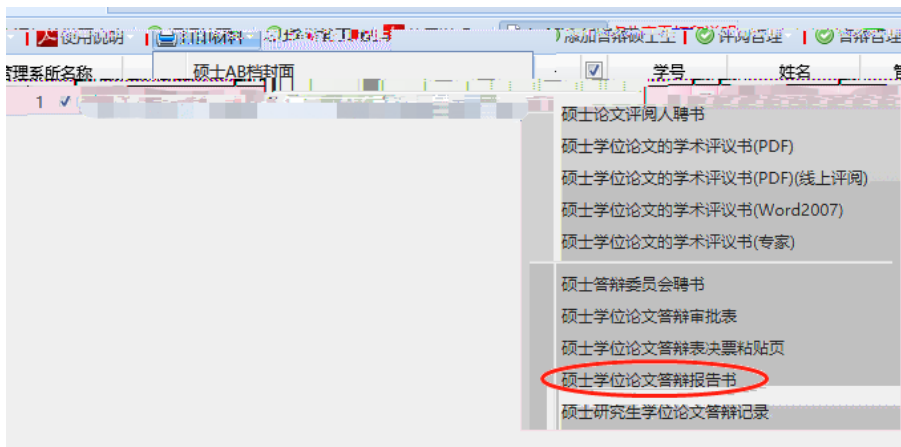 使用说明 打印材料 添加答辩硕士生 评阅管理 答辩管理
管理系所名称 硕士AB档封面 学号 姓名
1
硕士论文评阅人聘书
硕士学位论文的学术评议书(PDF)
硕士学位论文的学术评议书(PDF)(线上评阅)
硕士学位论文的学术评议书(Word2007)
硕士学位论文的学术评议书(专家)
硕士答辩委员会聘书
硕士学位论文答辩审批表
硕士学位论文答辩表决票粘贴页
硕士学位论文答辩报告书
硕士研究生学位论文答辩记录